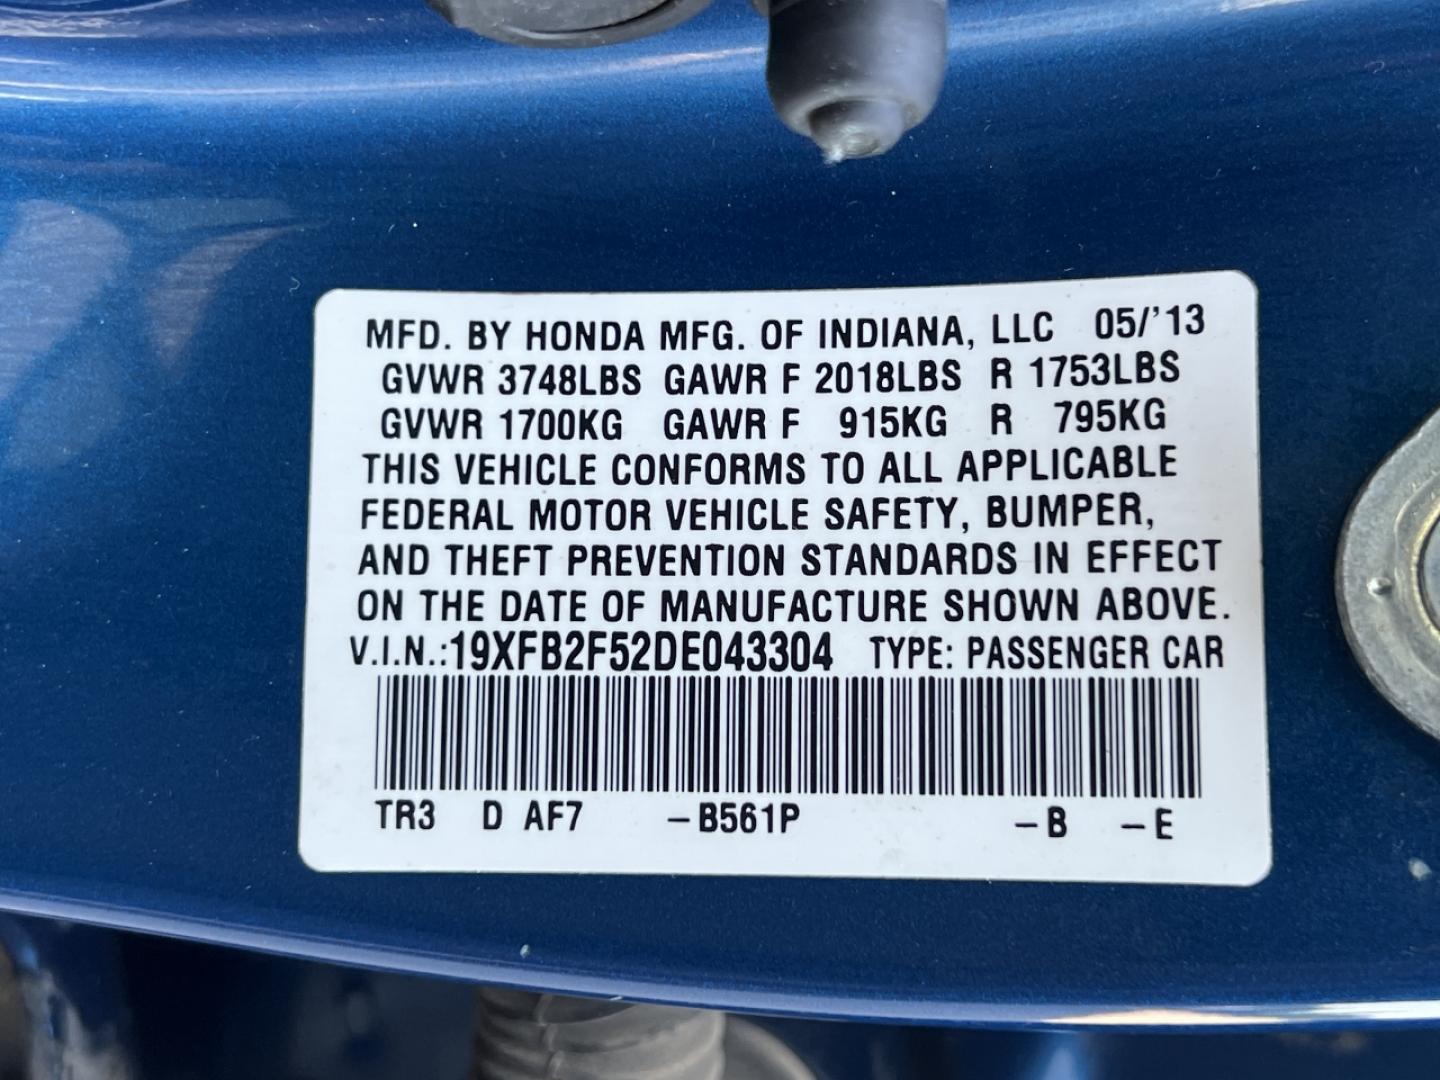 MFD. BY HONDA MFG. OF INDIANA, LLC 05/'13
GVWR 3748LBS GAWR F 2018LBS R 1753LBS
GVWR 1700KG GAWR F 915KG R 795KG
THIS VEHICLE CONFORMS TO ALL APPLICABLE
FEDERAL MOTOR VEHICLE SAFETY, BUMPER,
AND THEFT PREVENTION STANDARDS IN EFFECT
ON THE DATE OF MANUFACTURE SHOWN ABOVE.
V.I.N.:19XFB2F52DE043304 TYPE: PASSENGER CAR
TR3 D AF7 –B561P –B –E